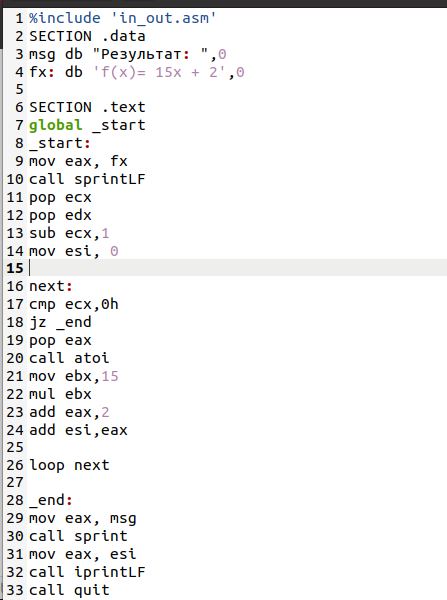 1 %include 'in_out.asm'
2 SECTION .data
3 msg db "Результат: ",0
4 fx: db 'f(x)= 15x + 2',0
5
6 SECTION .text
7 global _start
8 _start:
9 mov eax, fx
10 call sprintLF
11 pop ecx
12 pop edx
13 sub ecx,1
14 mov esi, 0
15
16 next:
17 cmp ecx,0h
18 jz _end
19 pop eax
20 call atoi
21 mov ebx,15
22 mul ebx
23 add eax,2
24 add esi,eax
25
26 loop next
27
28 _end:
29 mov eax, msg
30 call sprint
31 mov eax, esi
32 call iprintLF
33 call quit